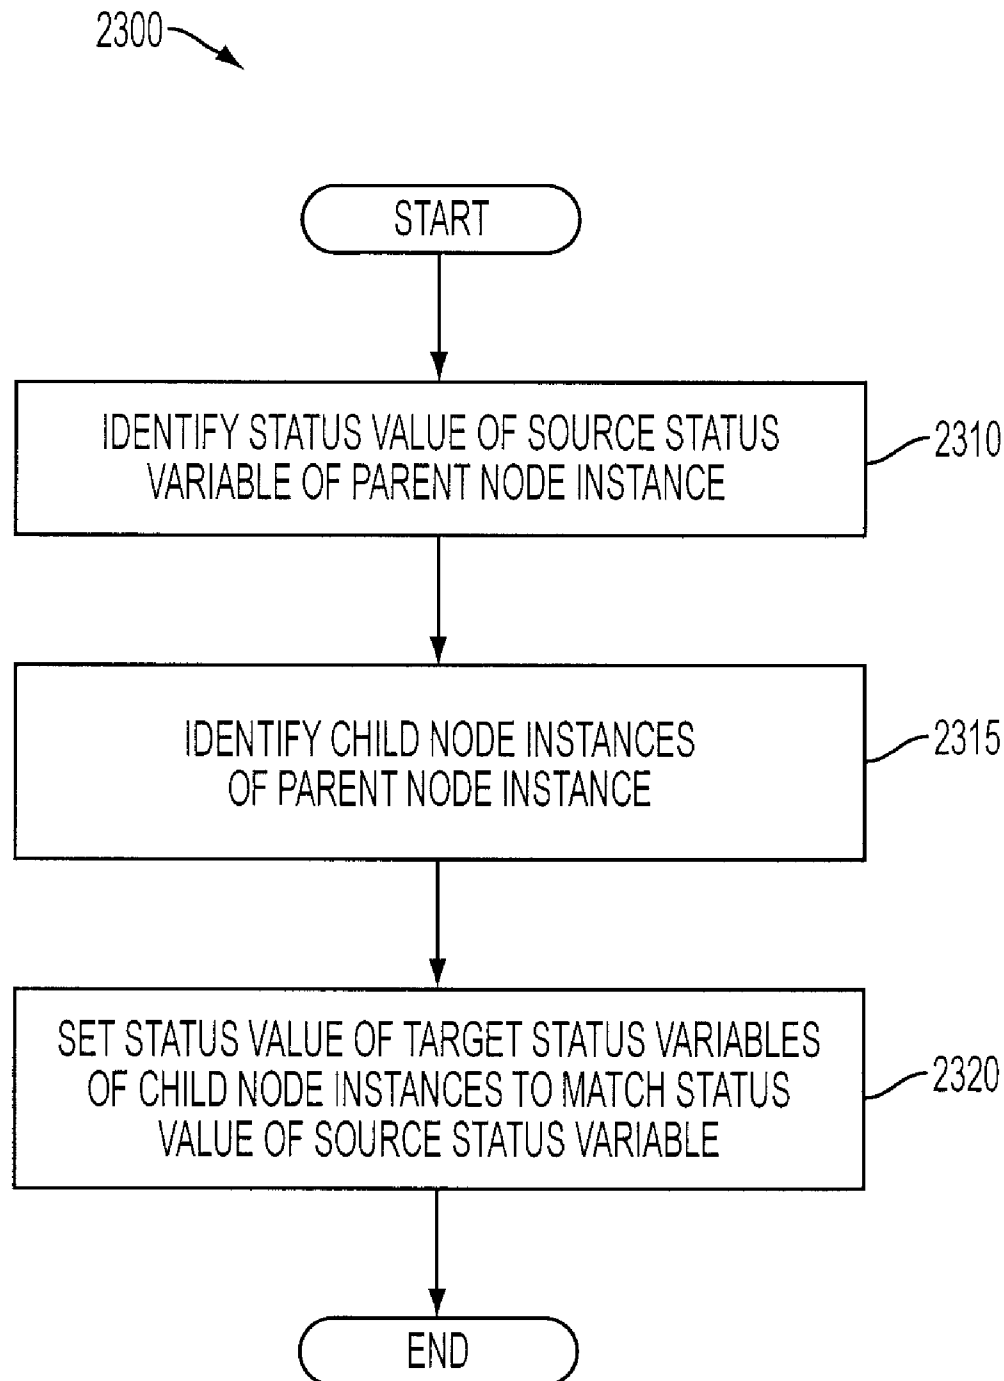 2300
START
IDENTIFY STATUS VALUE OF SOURCE STATUS
VARIABLE OF PARENT NODE INSTANCE
2310
IDENTIFY CHILD NODE INSTANCES
OF PARENT NODE INSTANCE
2315
SET STATUS VALUE OF TARGET STATUS VARIABLES
OF CHILD NODE INSTANCES TO MATCH STATUS
VALUE OF SOURCE STATUS VARIABLE
2320
END